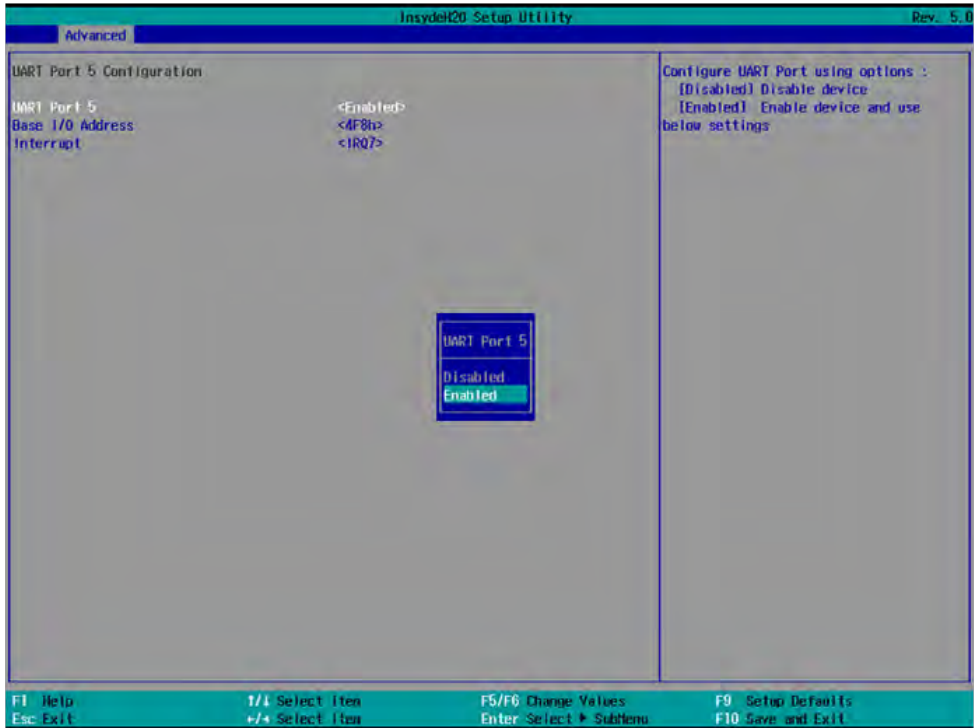 InsydeH20 Setup Utility
Rev. 5.0
Advanced
UART Port 5 Configuration
UART Port 5 <Enabled>
Base I/O Address <4F8h>
Interrupt <IRQ7>
Configure UART Port using options :
[Disabled] Disable device
[Enabled] Enable device and use
below settings
UART Port 5
Disabled
Enabled
F1 Help ↑/↓ Select Item F5/F6 Change Values F9 Setup Defaults
Esc Exit ←/→ Select Item Enter Select ▶ SubMenu F10 Save and Exit